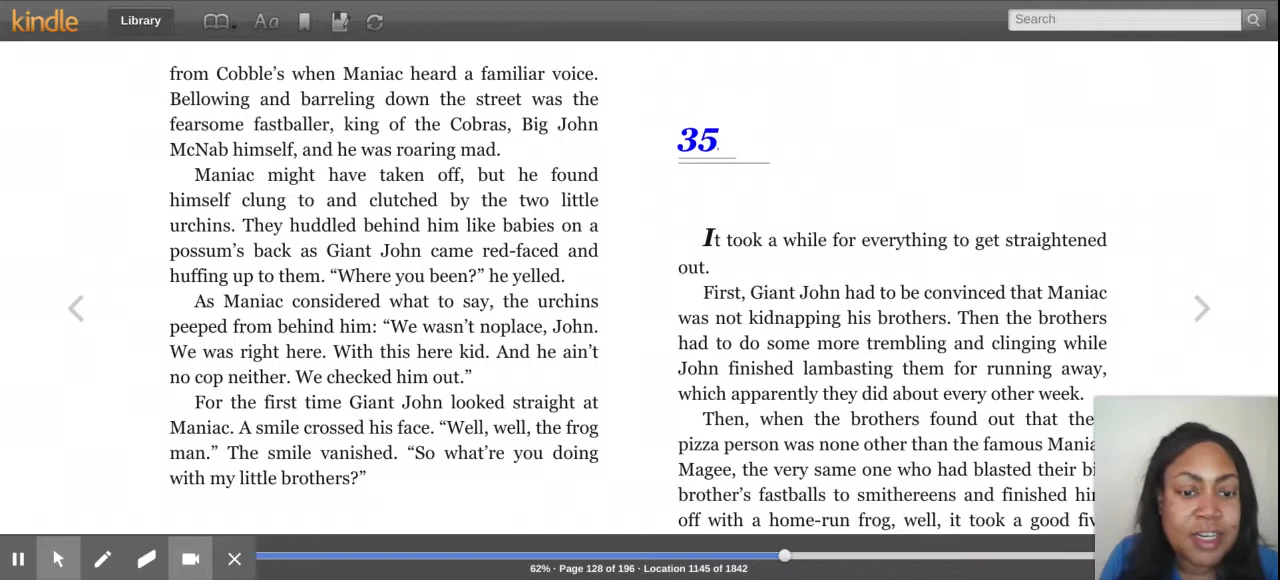 kindle
Library
Aa
Search
from Cobble’s when Maniac heard a familiar voice.
Bellowing and barreling down the street was the
fearsome fastballer, king of the Cobras, Big John
McNab himself, and he was roaring mad.
Maniac might have taken off, but he found
himself clung to and clutched by the two little
urchins. They huddled behind him like babies on a
possum’s back as Giant John came red-faced and
huffing up to them. “Where you been?” he yelled.
As Maniac considered what to say, the urchins
peeped from behind him: “We wasn’t noplace, John.
We was right here. With this here kid. And he ain’t
no cop neither. We checked him out.”
For the first time Giant John looked straight at
Maniac. A smile crossed his face. “Well, well, the frog
man.” The smile vanished. “So what’re you doing
with my little brothers?”
35
It took a while for everything to get straightened
out.
First, Giant John had to be convinced that Maniac
was not kidnapping his brothers. Then the brothers
had to do some more trembling and clinging while
John finished lambasting them for running away,
which apparently they did about every other week.
Then, when the brothers found out that the
pizza person was none other than the famous Mania
Magee, the very same one who had blasted their bi
brother’s fastballs to smithereens and finished hi
off with a home-run frog, well, it took a good fiv
62% · Page 128 of 196 · Location 1145 of 1842